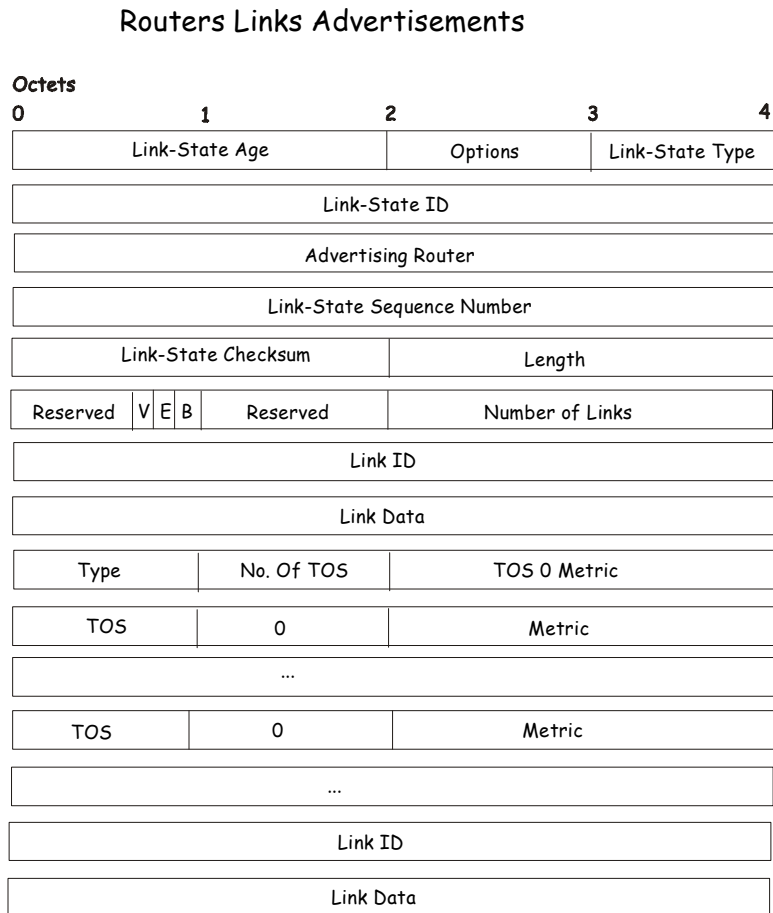 Routers Links Advertisements
Octets
0 1 2 3 4
Link-State Age Options Link-State Type
Link-State ID
Advertising Router
Link-State Sequence Number
Link-State Checksum Length
Reserved V E B Reserved Number of Links
Link ID
Link Data
Type No. Of TOS TOS 0 Metric
TOS 0 Metric
...
TOS 0 Metric
...
Link ID
Link Data